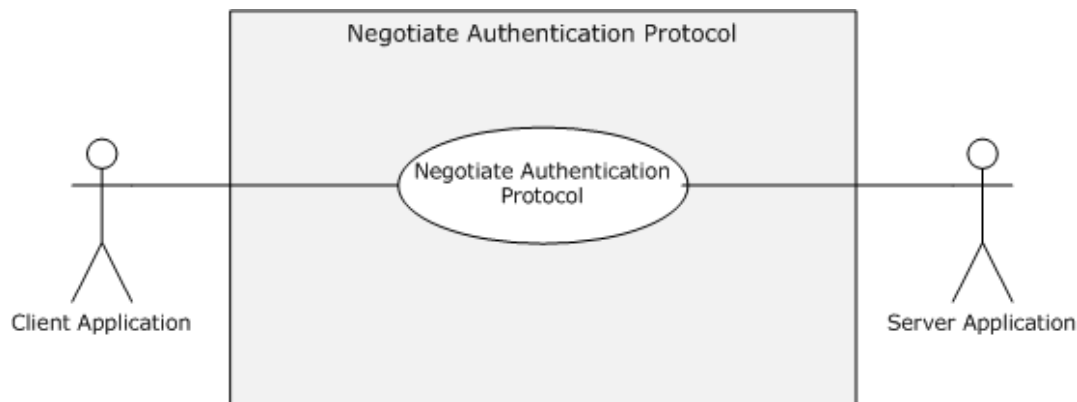 Negotiate Authentication Protocol
Negotiate Authentication
Protocol
Client Application
Server Application